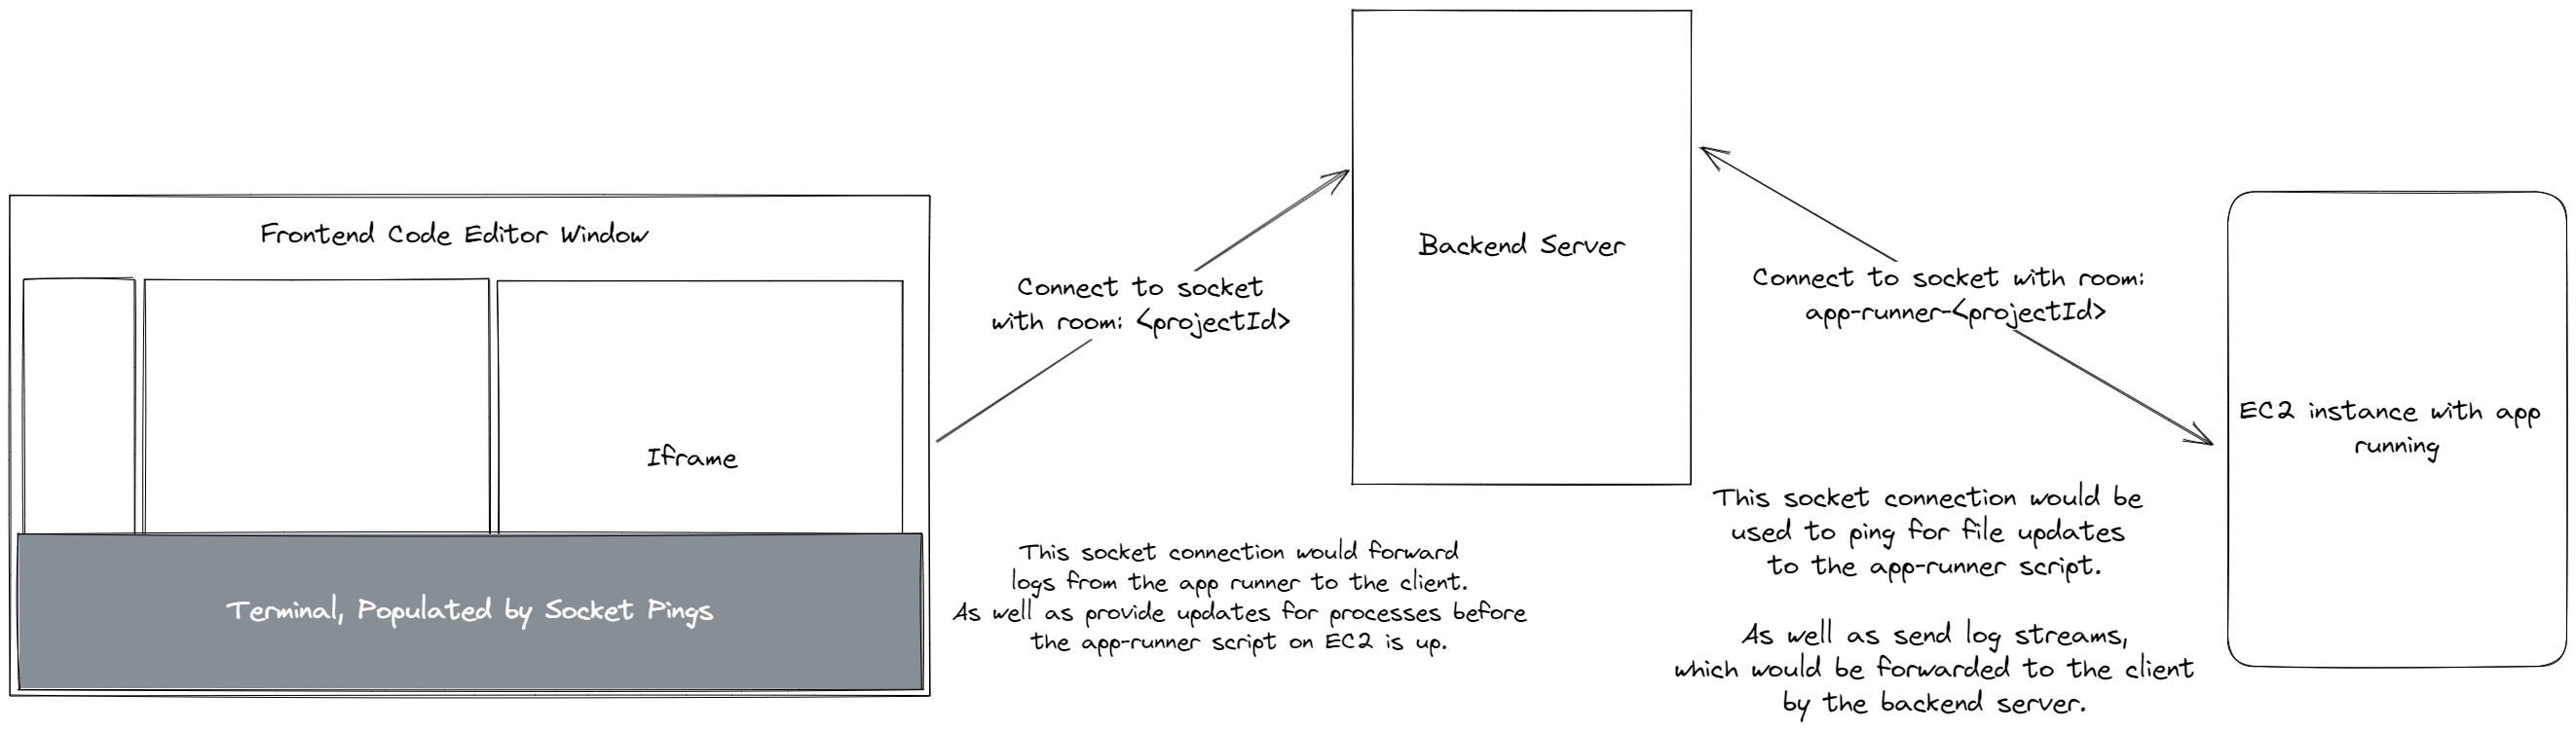 Frontend Code Editor Window
Iframe
Terminal, Populated by Socket Pings
Connect to socket
with room: <projectId>
This socket connection would forward
logs from the app runner to the client.
As well as provide updates for processes before
the app-runner script on EC2 is up.
Backend Server
Connect to socket with room:
app-runner-<projectId>
This socket connection would be
used to ping for file updates
to the app-runner script.
As well as send log streams,
which would be forwarded to the client
by the backend server.
EC2 instance with app
running